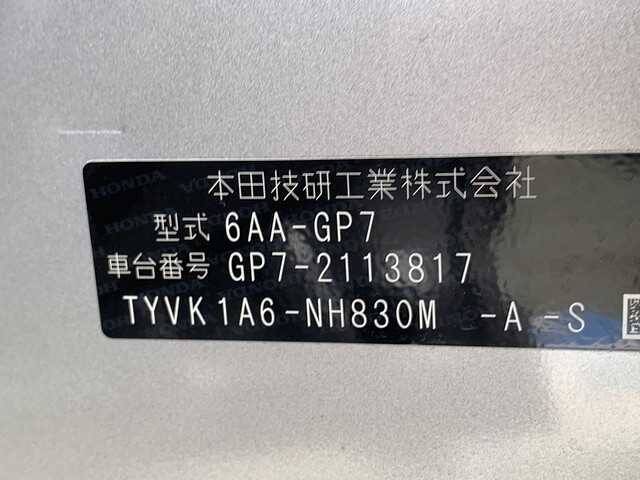 本田技研工業株式会社
型式 6AA-GP7
車台番号 GP7-2113817
TYVK1A6-NH830M -A-S